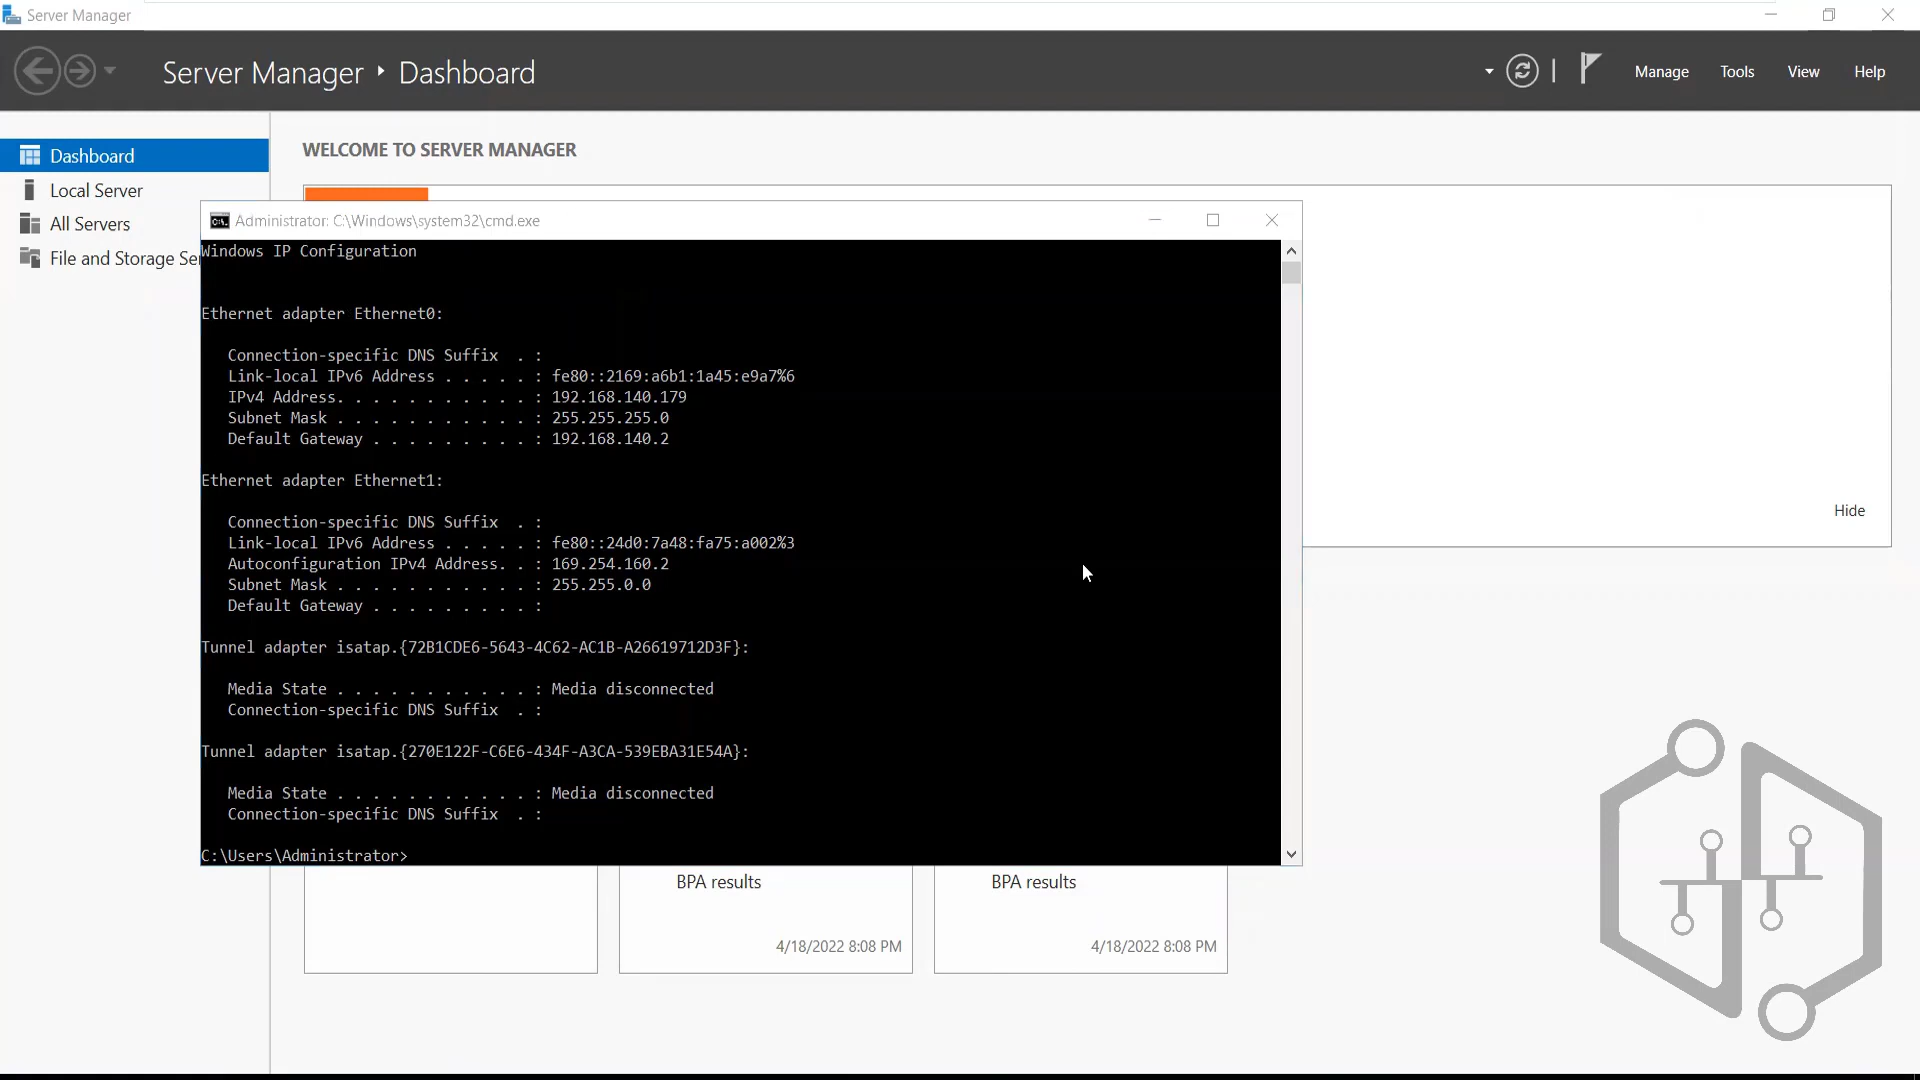 Server Manager
Server Manager ‣ Dashboard
Manage Tools View Help
Dashboard
Local Server
All Servers
File and Storage Ser
WELCOME TO SERVER MANAGER
Administrator: C:\Windows\system32\cmd.exe
Windows IP Configuration
Ethernet adapter Ethernet0:
Connection-specific DNS Suffix . :
Link-local IPv6 Address . . . . . : fe80::2169:a6b1:1a45:e9a7%6
IPv4 Address. . . . . . . . . . . : 192.168.140.179
Subnet Mask . . . . . . . . . . . : 255.255.255.0
Default Gateway . . . . . . . . . : 192.168.140.2
Ethernet adapter Ethernet1:
Connection-specific DNS Suffix . :
Link-local IPv6 Address . . . . . : fe80::24d0:7a48:fa75:a002%3
Autoconfiguration IPv4 Address. . : 169.254.160.2
Subnet Mask . . . . . . . . . . . : 255.255.0.0
Default Gateway . . . . . . . . . :
Tunnel adapter isatap.{72B1CDE6-5643-4C62-AC1B-A26619712D3F}:
Media State . . . . . . . . . . . : Media disconnected
Connection-specific DNS Suffix . :
Tunnel adapter isatap.{270E122F-C6E6-434F-A3CA-539EBA31E54A}:
Media State . . . . . . . . . . . : Media disconnected
Connection-specific DNS Suffix . :
C:\Users\Administrator>
Hide
BPA results
4/18/2022 8:08 PM
BPA results
4/18/2022 8:08 PM